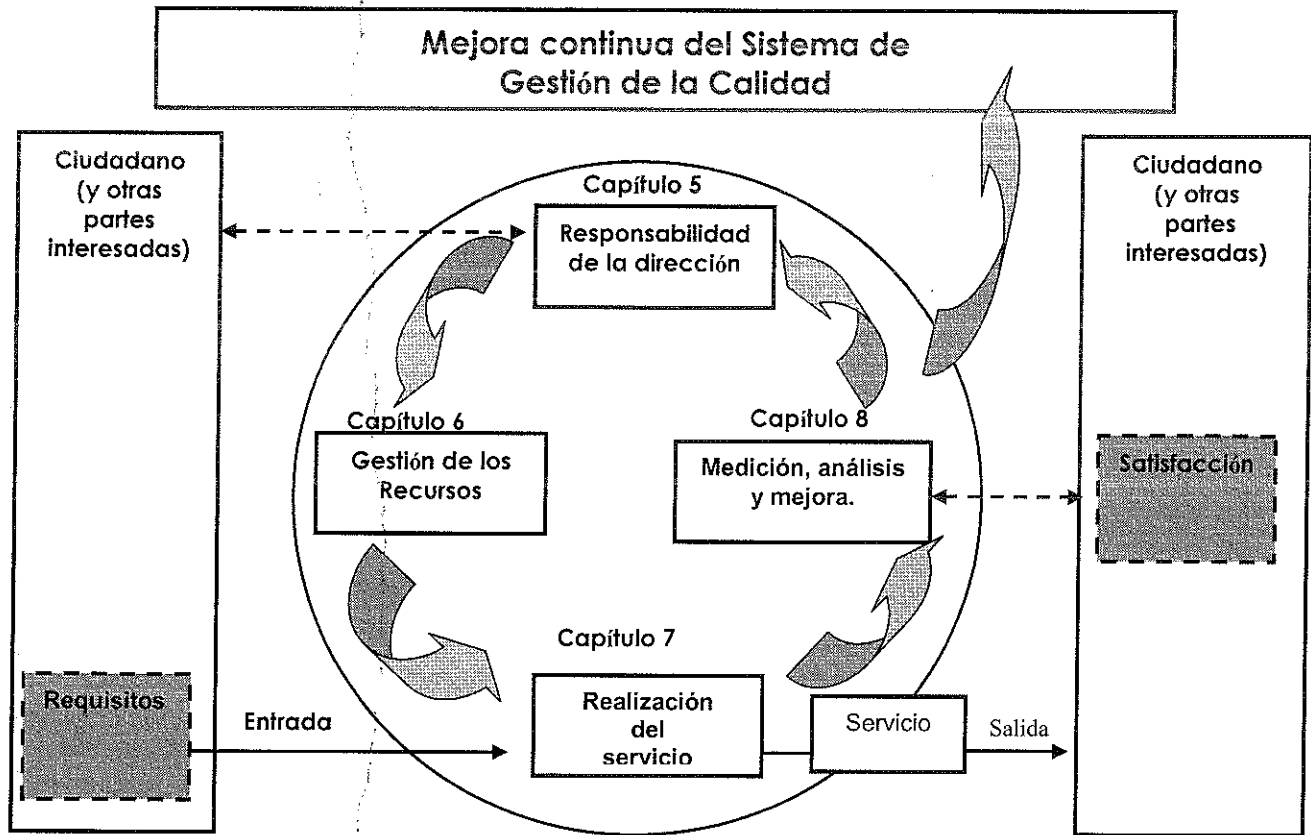 Mejora continua del Sistema de
Gestión de la Calidad
Ciudadano
(y otras
partes
interesadas)
Capítulo 5
Responsabilidad
de la dirección
Ciudadano
(y otras
partes
interesadas)
Capítulo 6
Gestión de los
Recursos
Capítulo 8
Medición, análisis
y mejora.
Satisfacción
Capítulo 7
Realización
del
servicio
Requisitos
Entrada
Servicio
Salida